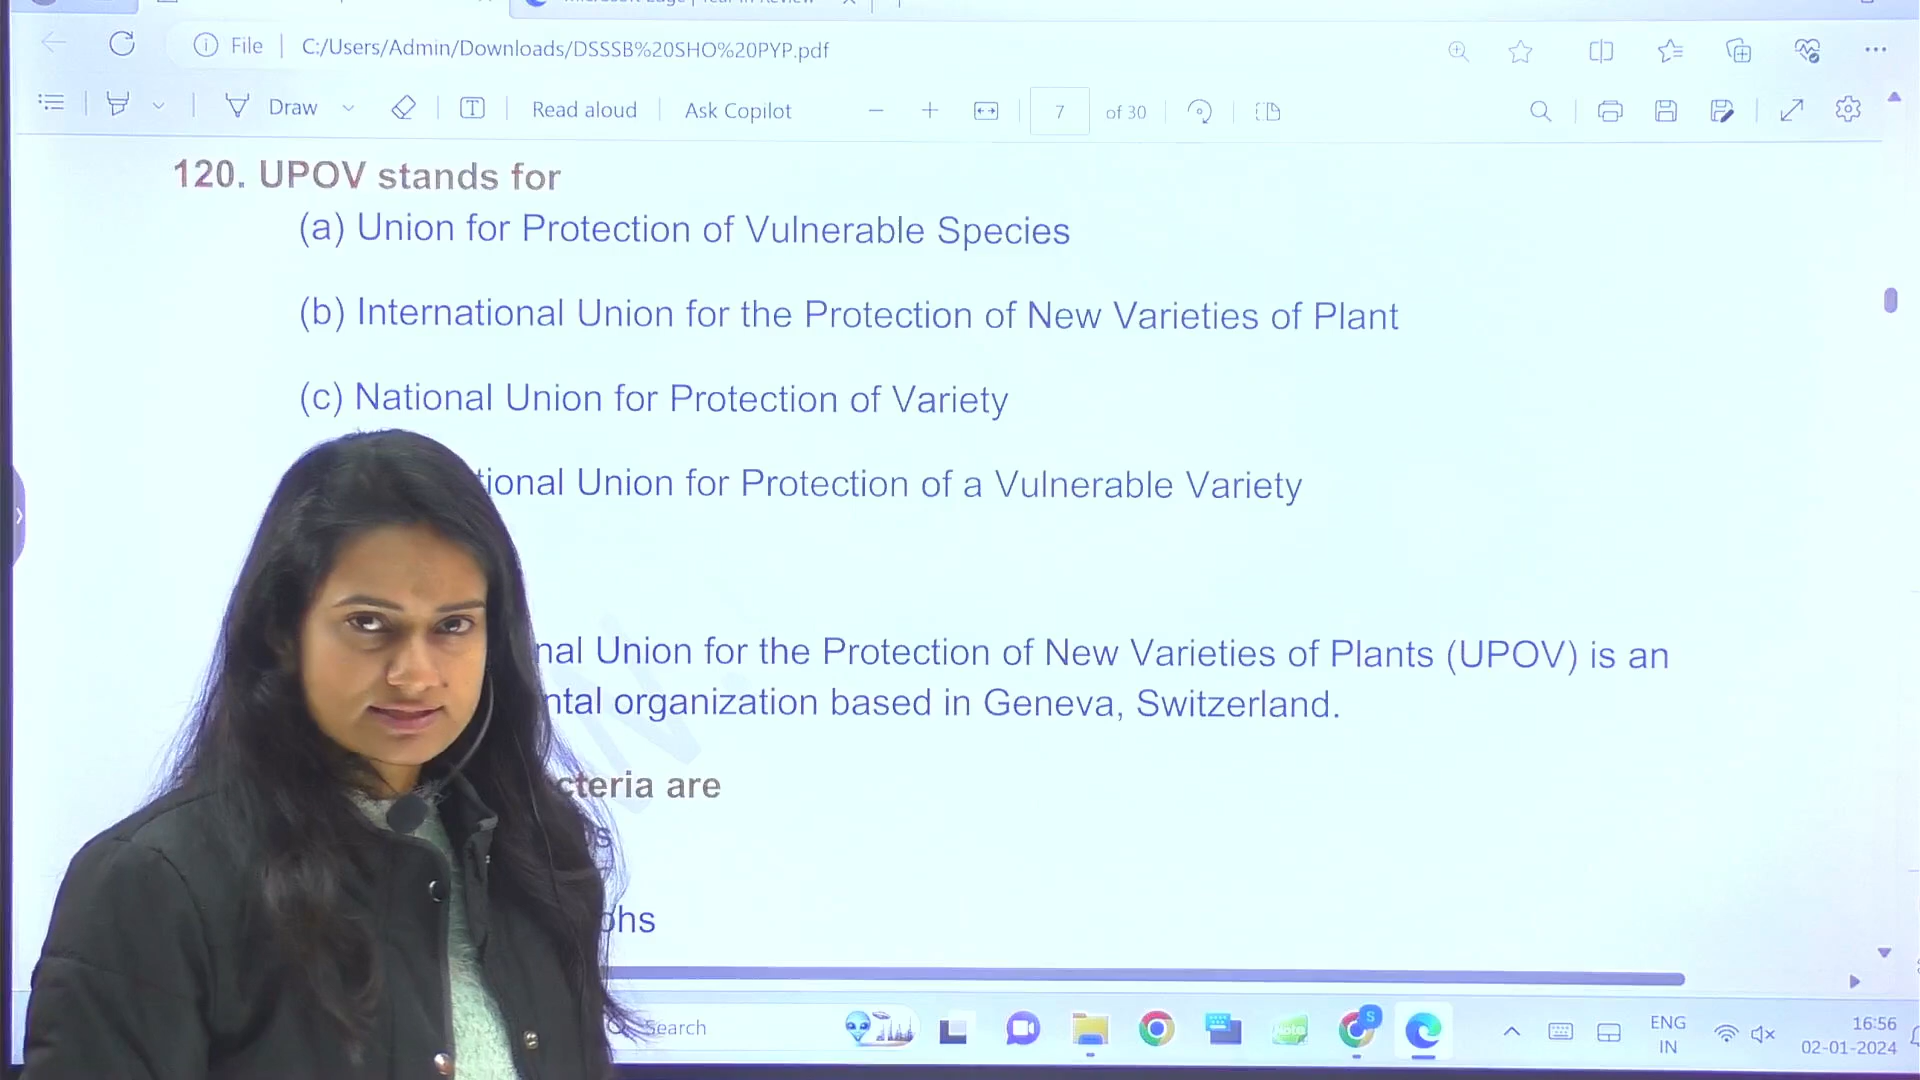 File
C:/Users/Admin/Downloads/DSSSB%20SHO%20PYP.pdf
Draw
T
Read aloud
Ask Copilot
7
of 30
120. UPOV stands for
(a) Union for Protection of Vulnerable Species
(b) International Union for the Protection of New Varieties of Plant
(c) National Union for Protection of Variety
tional Union for Protection of a Vulnerable Variety
nal Union for the Protection of New Varieties of Plants (UPOV) is an
ntal organization based in Geneva, Switzerland.
cteria are
s
phs
Search
Note
S
ENG
IN
16:56
02-01-2024